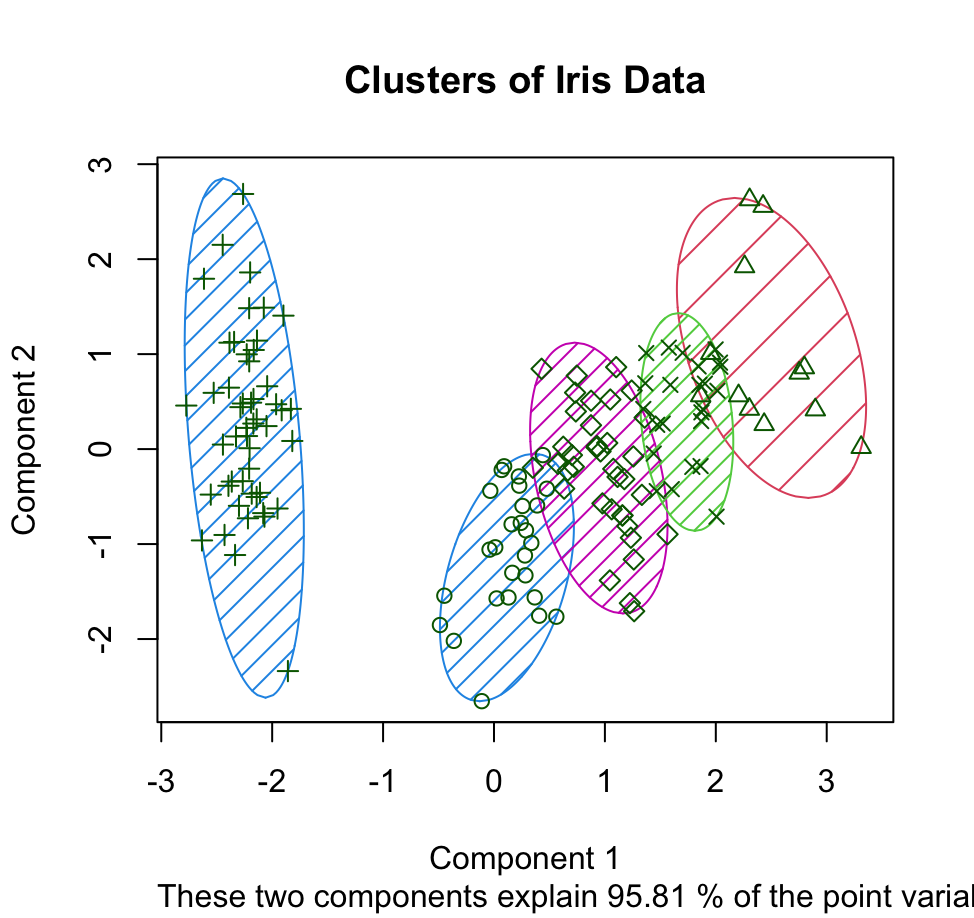 Clusters of Iris Data
Component 2
3
2
1
0
-1
-2
-3 -2 -1 0 1 2 3
Component 1
These two components explain 95.81 % of the point